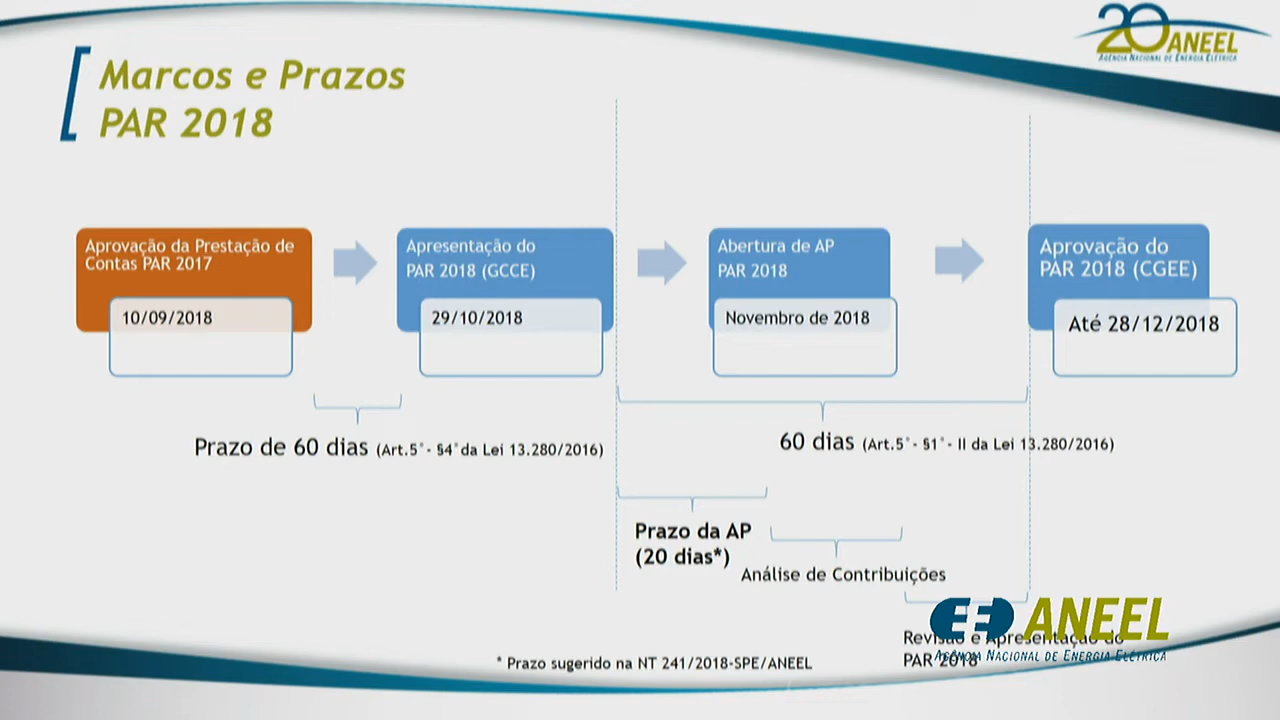 20 ANEEL
AGÊNCIA NACIONAL DE ENERGIA ELÉTRICA
Marcos e Prazos
PAR 2018
Aprovação da Prestação de
Contas PAR 2017
10/09/2018
Apresentação do
PAR 2018 (GCCE)
29/10/2018
Abertura de AP
PAR 2018
Novembro de 2018
Aprovação do
PAR 2018 (CGEE)
Até 28/12/2018
Prazo de 60 dias (Art.5°- §4°da Lei 13.280/2016)
60 dias (Art.5°- §1°- II da Lei 13.280/2016)
Prazo da AP
(20 dias*)
Análise de Contribuições
Revisão e Apresentação do
PAR 2018
ANEEL
AGÊNCIA NACIONAL DE ENERGIA ELÉTRICA
* Prazo sugerido na NT 241/2018-SPE/ANEEL